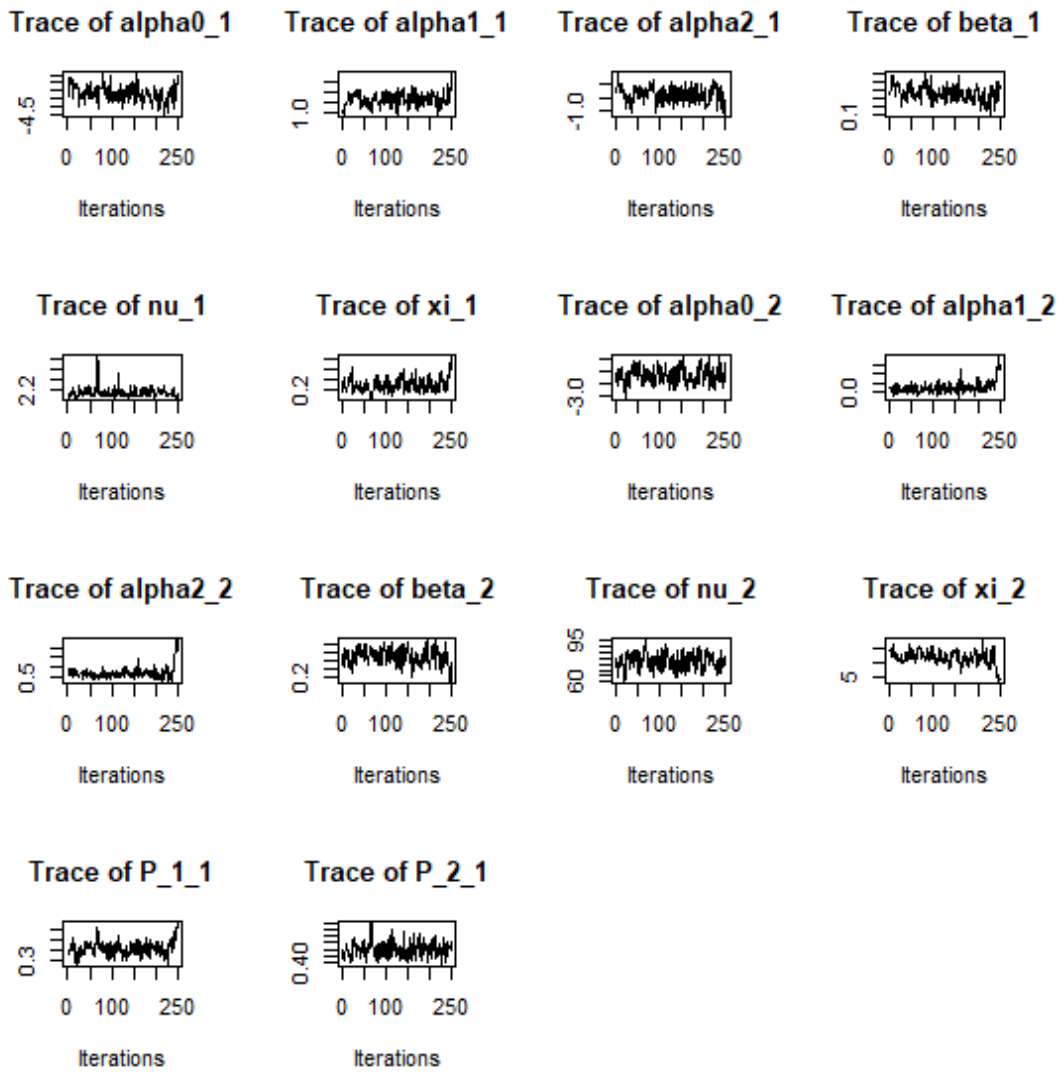 Trace of alpha0_1
Trace of alpha1_1
Trace of alpha2_1
Trace of beta_1
-4.5
1.0
-1.0
0.1
0 100 250
0 100 250
0 100 250
0 100 250
Iterations
Iterations
Iterations
Iterations
Trace of nu_1
Trace of xi_1
Trace of alpha0_2
Trace of alpha1_2
2.2
0.2
-3.0
0.0
0 100 250
0 100 250
0 100 250
0 100 250
Iterations
Iterations
Iterations
Iterations
Trace of alpha2_2
Trace of beta_2
Trace of nu_2
Trace of xi_2
0.5
0.2
60 95
5
0 100 250
0 100 250
0 100 250
0 100 250
Iterations
Iterations
Iterations
Iterations
Trace of P_1_1
Trace of P_2_1
0.3
0.40
0 100 250
0 100 250
Iterations
Iterations